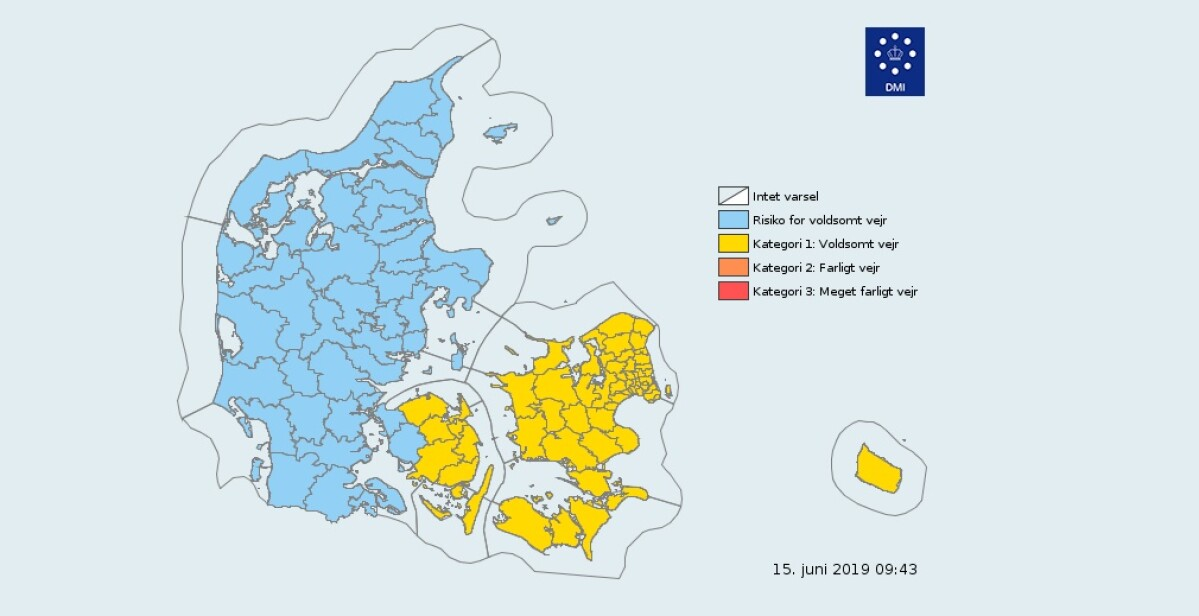 DMI
Intet varsel
Risiko for voldsomt vejr
Kategori 1: Voldsomt vejr
Kategori 2: Farligt vejr
Kategori 3: Meget farligt vejr
15. juni 2019 09:43